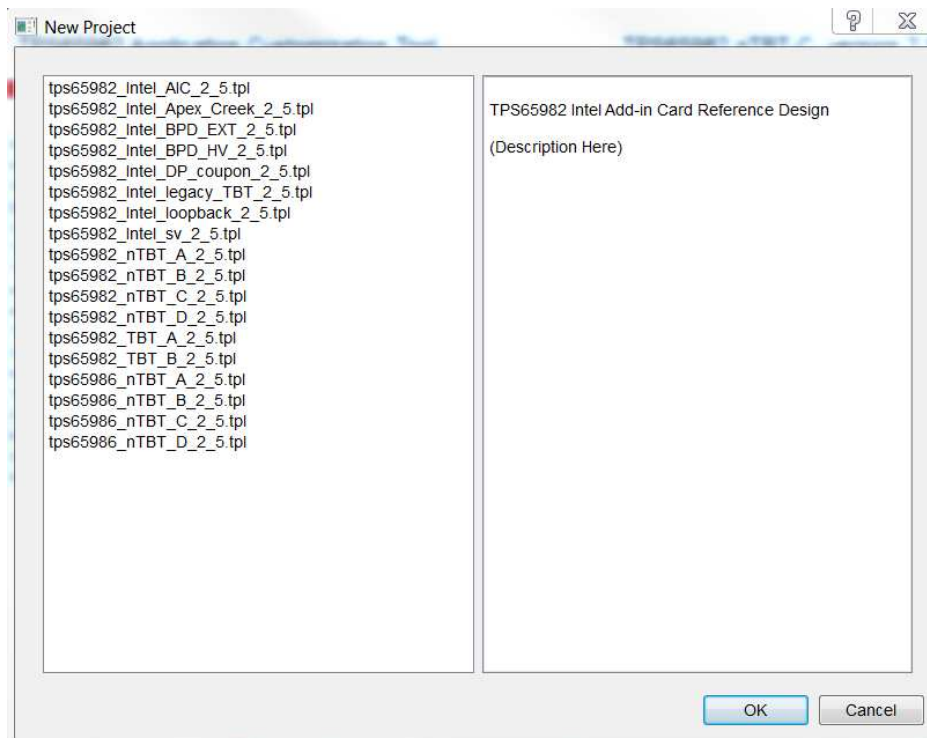 New Project
tps65982_Intel_AIC_2_5.tpl
tps65982_Intel_Apex_Creek_2_5.tpl
tps65982_Intel_BPD_EXT_2_5.tpl
tps65982_Intel_BPD_HV_2_5.tpl
tps65982_Intel_DP_coupon_2_5.tpl
tps65982_Intel_legacy_TBT_2_5.tpl
tps65982_Intel_loopback_2_5.tpl
tps65982_Intel_sv_2_5.tpl
tps65982_nTBT_A_2_5.tpl
tps65982_nTBT_B_2_5.tpl
tps65982_nTBT_C_2_5.tpl
tps65982_nTBT_D_2_5.tpl
tps65982_TBT_A_2_5.tpl
tps65982_TBT_B_2_5.tpl
tps65986_nTBT_A_2_5.tpl
tps65986_nTBT_B_2_5.tpl
tps65986_nTBT_C_2_5.tpl
tps65986_nTBT_D_2_5.tpl
TPS65982 Intel Add-in Card Reference Design
(Description Here)
OK
Cancel